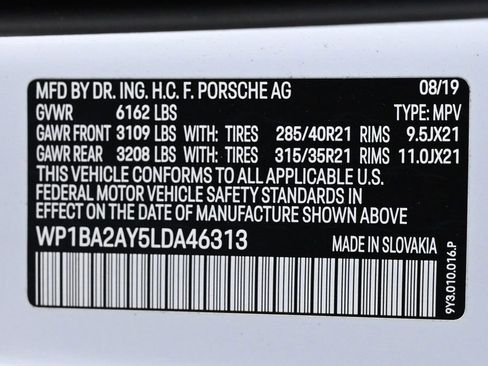 MFD BY DR. ING. H.C. F. PORSCHE AG 08/19
GVWR 6162 LBS TYPE: MPV
GAWR FRONT 3109 LBS WITH: TIRES 285/40R21 RIMS 9.5JX21
GAWR REAR 3208 LBS WITH: TIRES 315/35R21 RIMS 11.0JX21
THIS VEHICLE CONFORMS TO ALL APPLICABLE U.S.
FEDERAL MOTOR VEHICLE SAFETY STANDARDS IN
EFFECT ON THE DATE OF MANUFACTURE SHOWN ABOVE
WP1BA2AY5LDA46313 MADE IN SLOVAKIA
9Y3.010.016.P